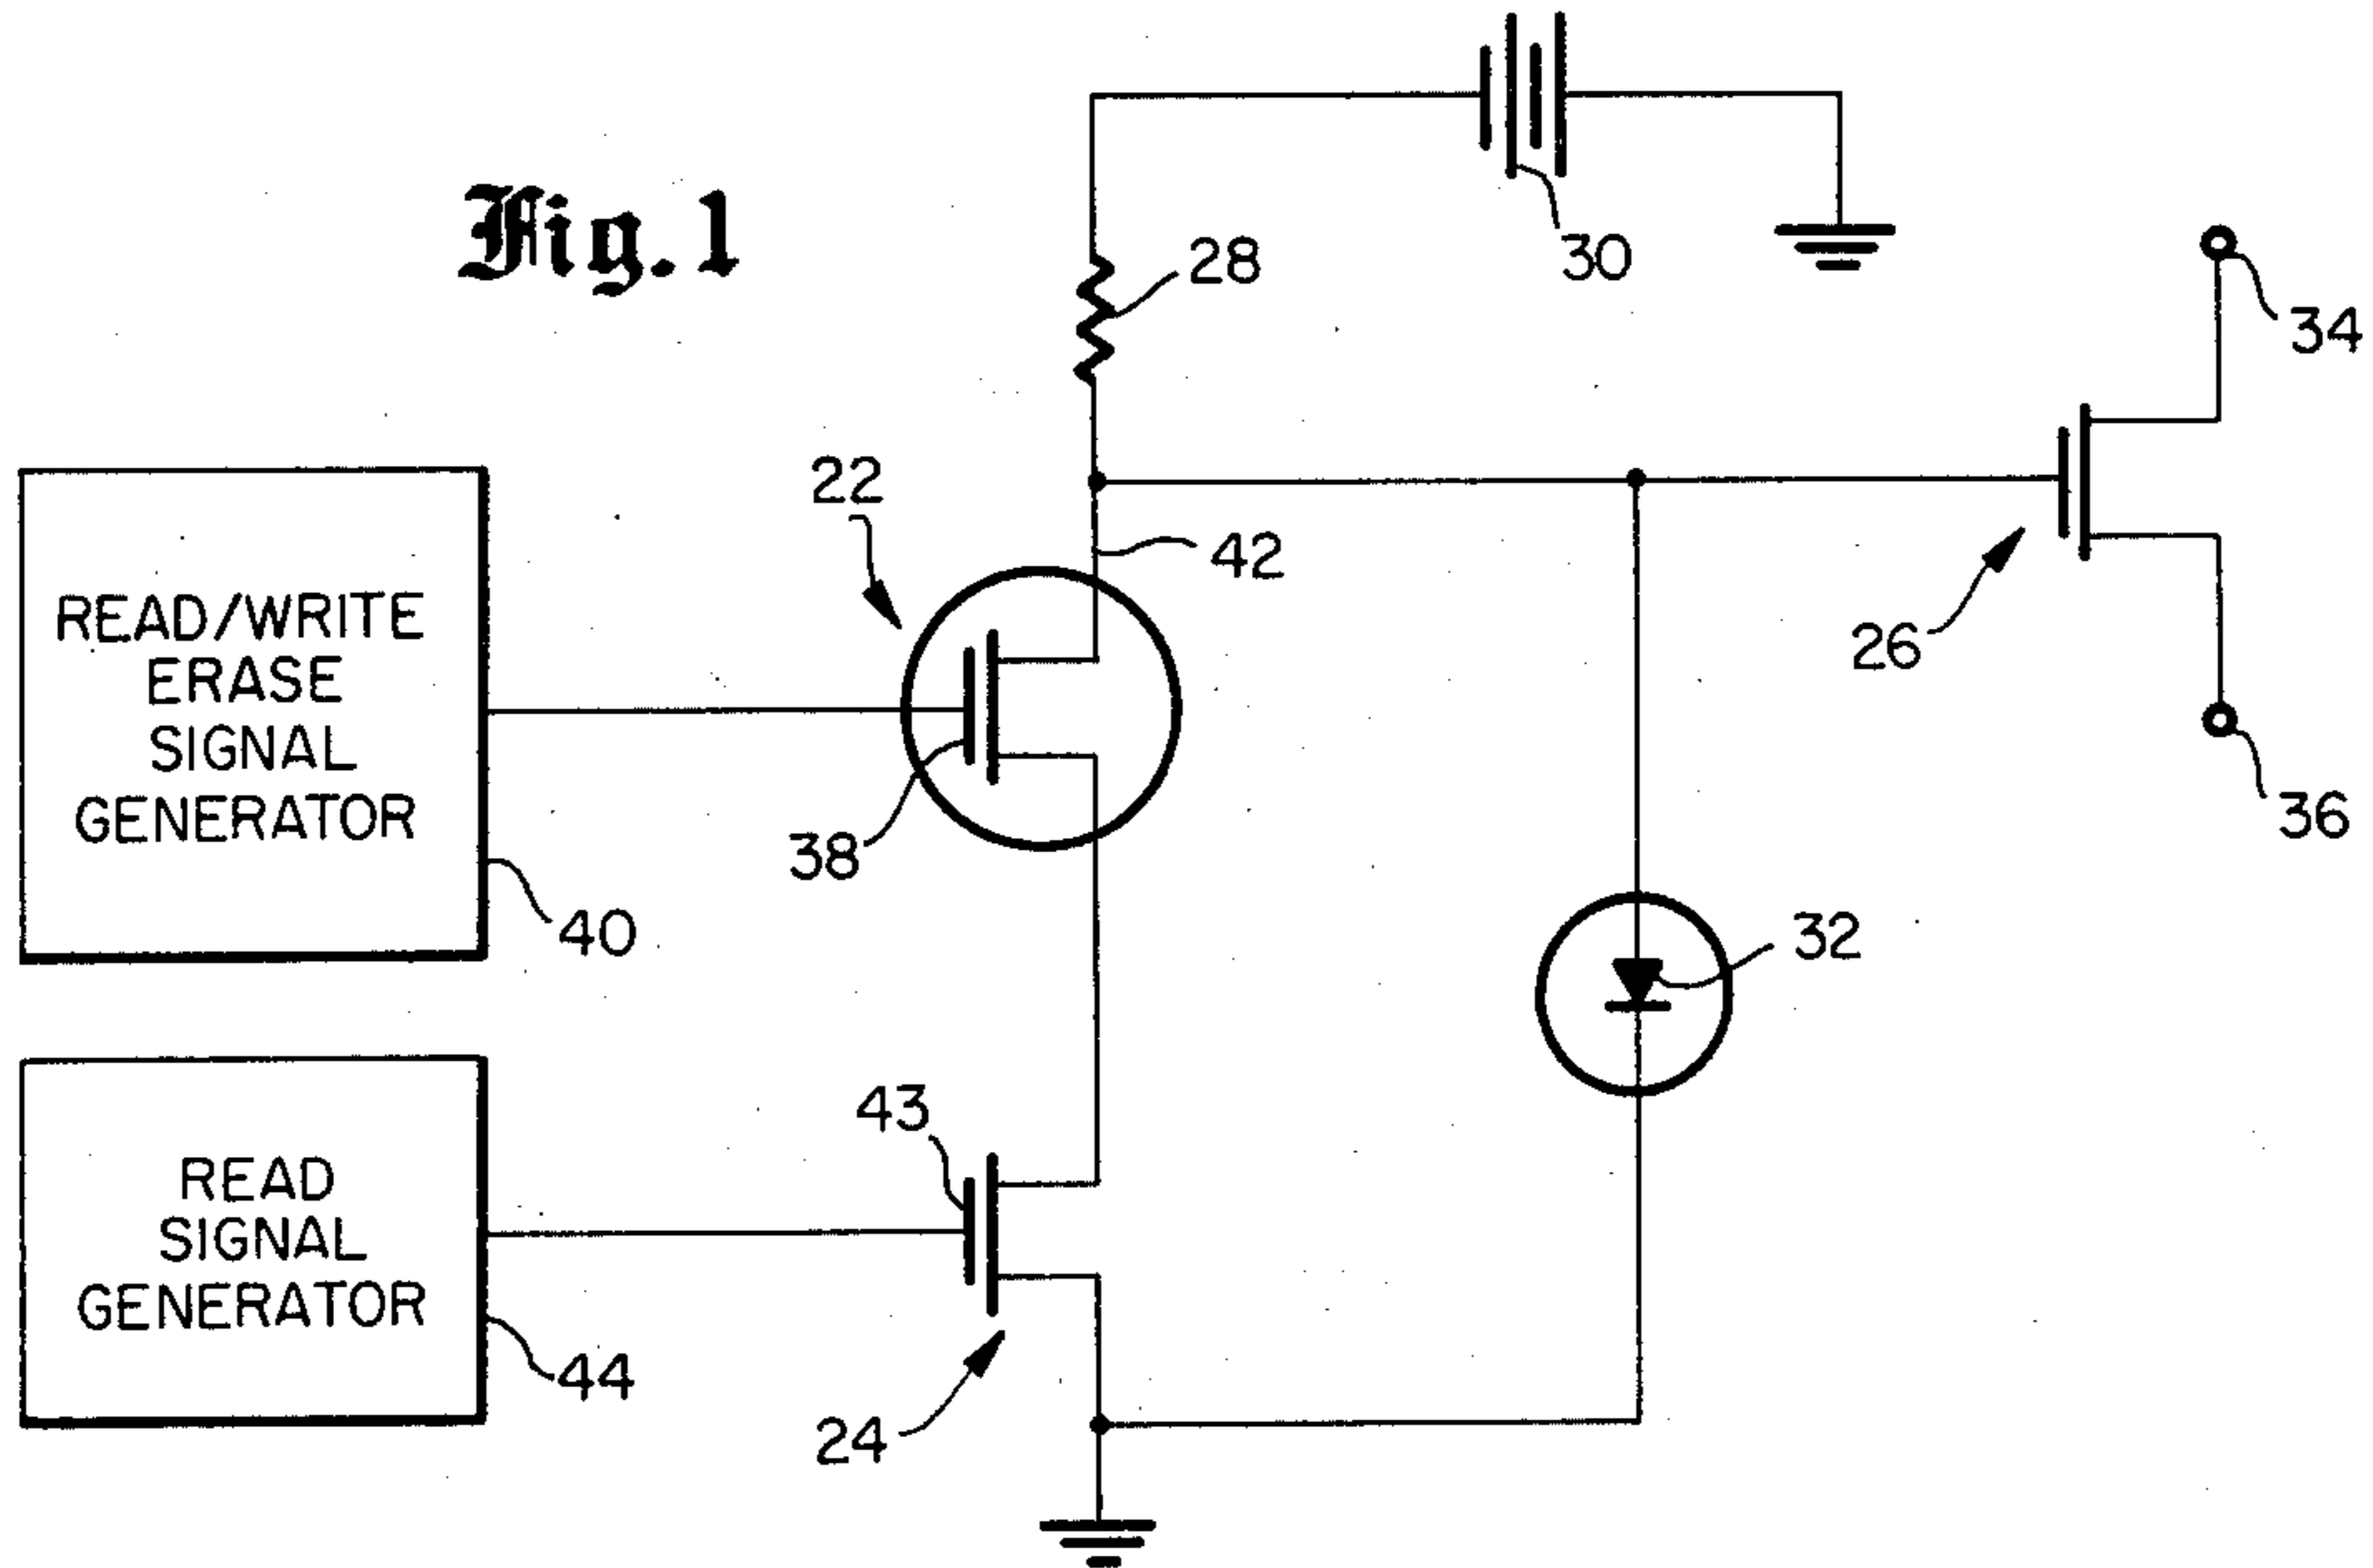 Fig. 1
30
28
34
22
42
READ/WRITE
ERASE
SIGNAL
GENERATOR
26
36
38
40
32
43
READ
SIGNAL
GENERATOR
44
24